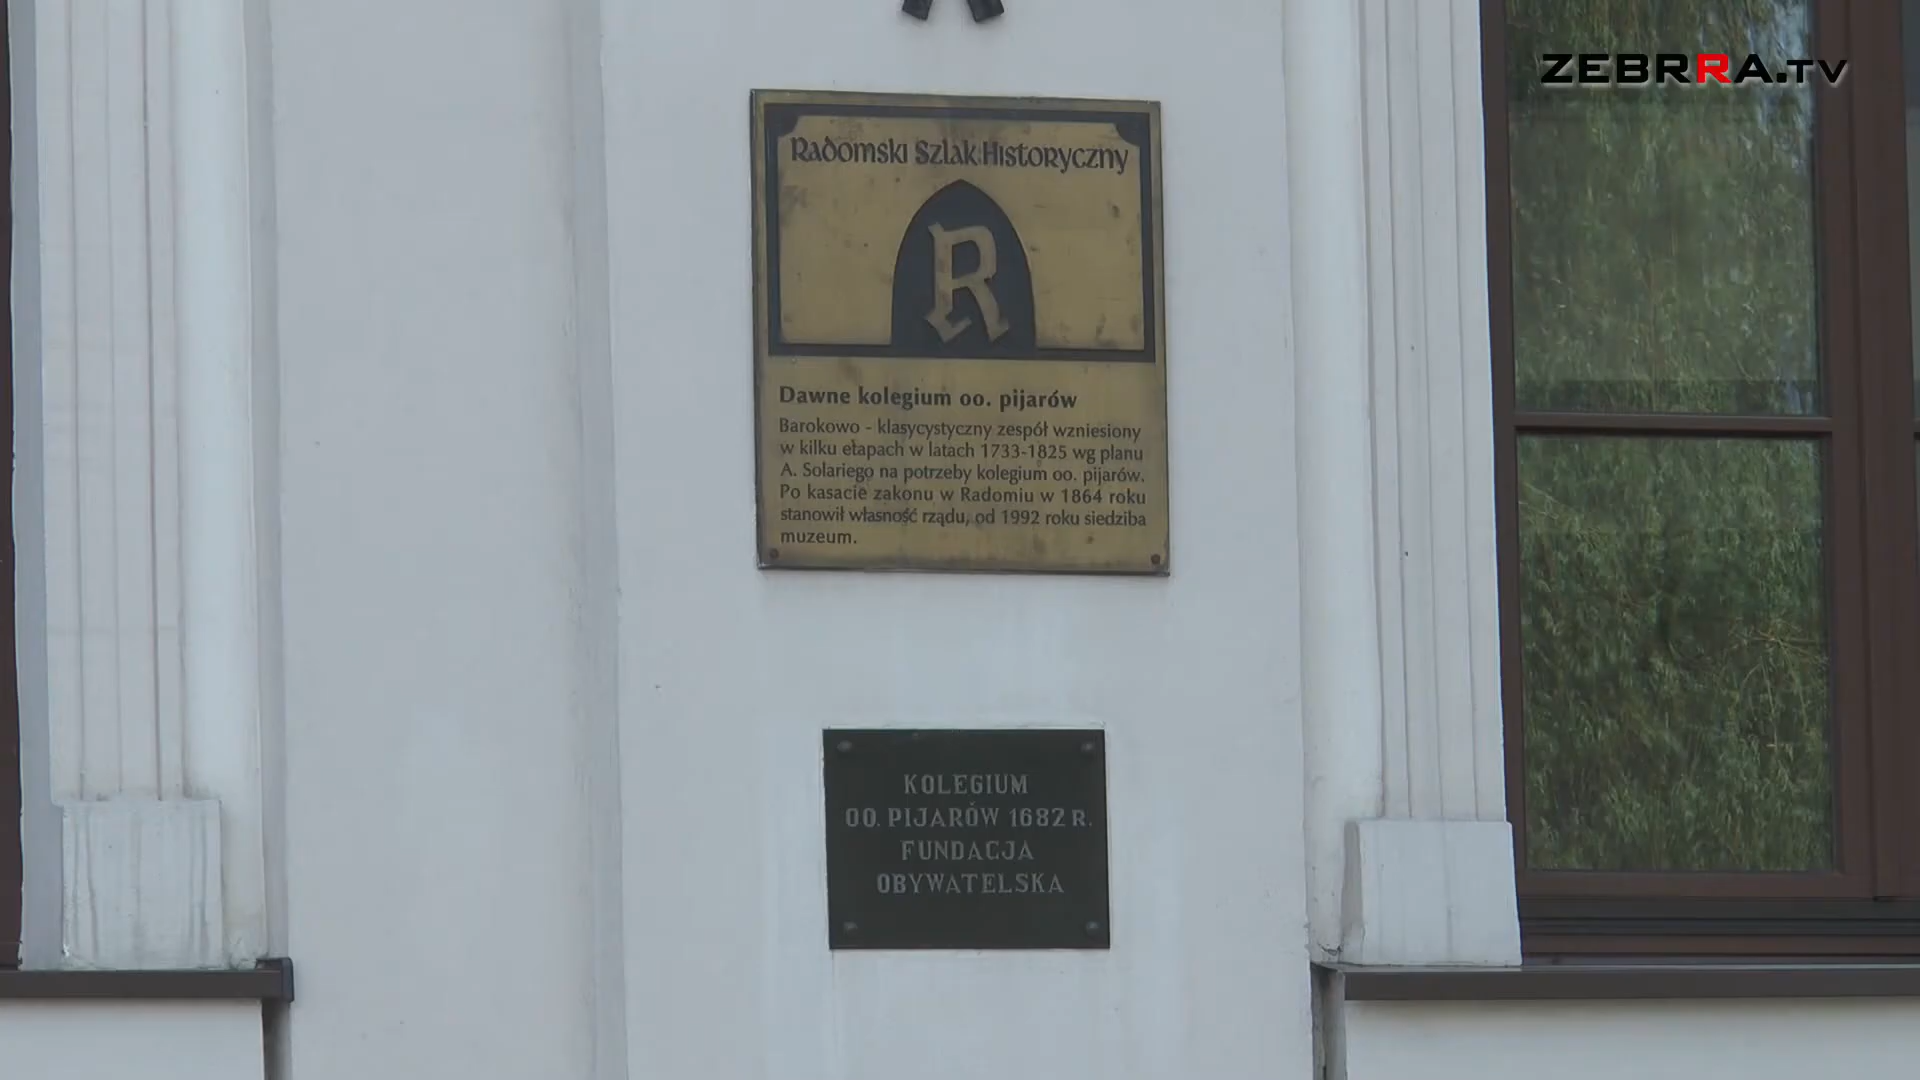 ZEBRRA.TV
Radomski Szlak Historyczny
R
Dawne kolegium oo. pijarów
Barokowo - klasycystyczny zespół wzniesiony
w kilku etapach w latach 1733-1825 wg planu
A. Solariego na potrzeby kolegium oo. pijarów.
Po kasacie zakonu w Radomiu w 1864 roku
stanowił własność rządu, od 1992 roku siedziba
muzeum.
KOLEGIUM
OO. PIJARÓW 1682 R.
FUNDACJA
OBYWATELSKA